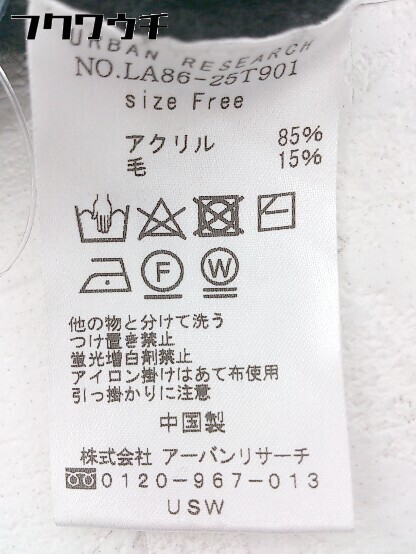 フクワウチ
URBAN RESEARCH
NO.LA86-25T901
size Free
アクリル 85%
毛 15%
F W
他の物と分けて洗う
つけ置き禁止
蛍光増白剤禁止
アイロン掛けはあて布使用
引っ掛かりに注意
中国製
株式会社 アーバンリサーチ
0120-967-013
USW